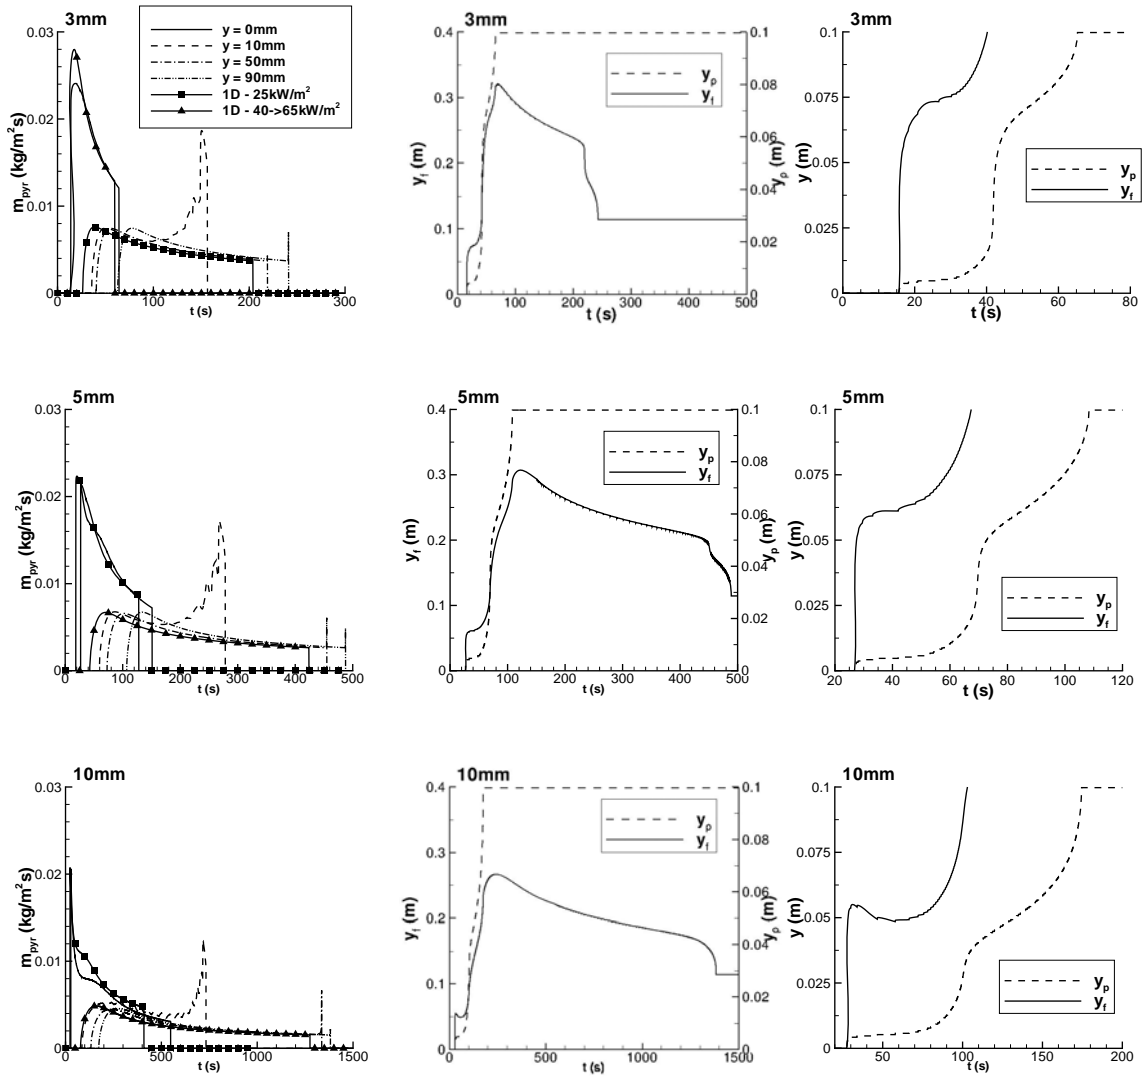 3mm
0.03
0.02
0.01
0
m_pyr (kg/m²s)
0
100
200
300
t (s)
y = 0mm
y = 10mm
y = 50mm
y = 90mm
1D - 25kW/m²
1D - 40->65kW/m²
3mm
0.4
0.3
0.2
0.1
0
y_f (m)
0.1
0.08
0.06
0.04
0.02
0
y_p (m)
0
100
200
300
400
500
t (s)
y_p
y_f
3mm
0.1
0.075
0.05
0.025
0
y (m)
0
20
40
60
80
t (s)
y_p
y_f
5mm
0.03
0.02
0.01
0
m_pyr (kg/m²s)
0
100
200
300
400
500
t (s)
5mm
0.4
0.3
0.2
0.1
0
y_f (m)
0.1
0.08
0.06
0.04
0.02
0
y_p (m)
0
100
200
300
400
500
t (s)
y_p
y_f
5mm
0.1
0.075
0.05
0.025
0
y (m)
20
40
60
80
100
120
t (s)
y_p
y_f
10mm
0.03
0.02
0.01
0
m_pyr (kg/m²s)
0
500
1000
1500
t (s)
10mm
0.4
0.3
0.2
0.1
0
y_f (m)
0.1
0.08
0.06
0.04
0.02
0
y_p (m)
0
500
1000
1500
t (s)
y_p
y_f
10mm
0.1
0.075
0.05
0.025
0
y (m)
50
100
150
200
t (s)
y_p
y_f